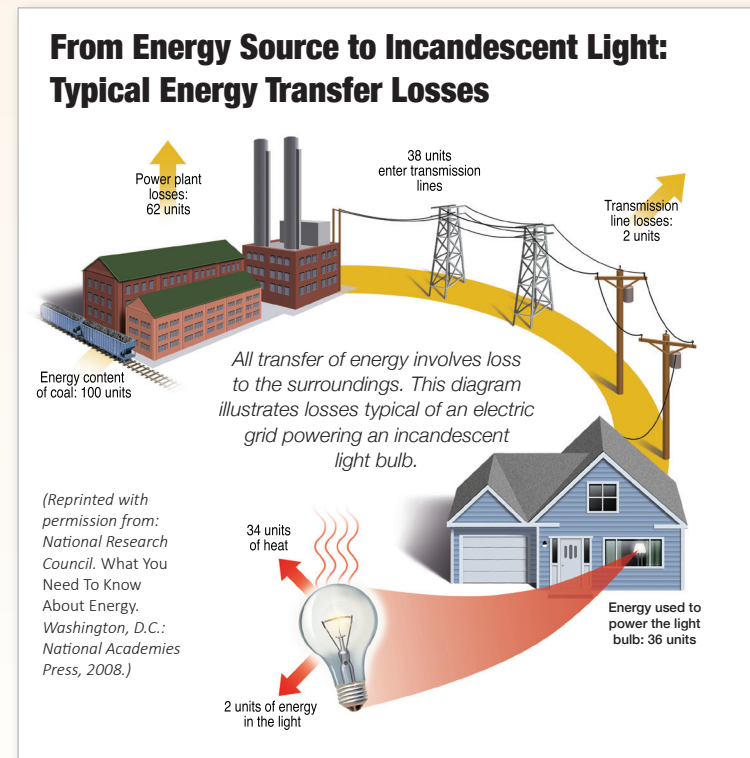 From Energy Source to Incandescent Light:
Typical Energy Transfer Losses
Power plant
losses:
62 units
38 units
enter transmission
lines
Transmission
line losses:
2 units
Energy content
of coal: 100 units
All transfer of energy involves loss
to the surroundings. This diagram
illustrates losses typical of an electric
grid powering an incandescent
light bulb.
(Reprinted with
permission from:
National Research
Council. What You
Need To Know
About Energy.
Washington, D.C.:
National Academies
Press, 2008.)
34 units
of heat
2 units of energy
in the light
Energy used to
power the light
bulb: 36 units